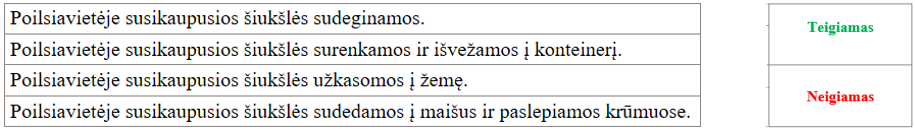 Poilsiavietėje susikaupusios šiukšlės sudeginamos.
Poilsiavietėje susikaupusios šiukšlės surenkamos ir išvežamos į konteinerį.
Poilsiavietėje susikaupusios šiukšlės užkasomos į žemę.
Poilsiavietėje susikaupusios šiukšlės sudedamos į maišus ir paslepiamos krūmuose.
Teigiamas
Neigiamas